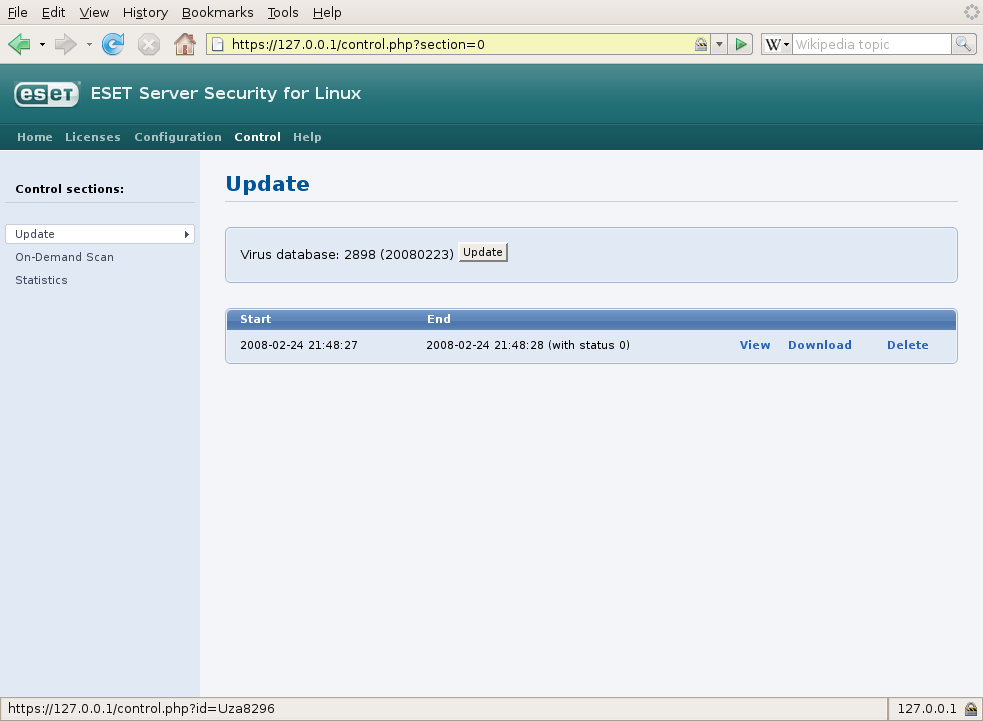 File Edit View History Bookmarks Tools Help
https://127.0.0.1/control.php?section=0 W Wikipedia topic
eseT ESET Server Security for Linux
Home Licenses Configuration Control Help
Control sections:
Update
On-Demand Scan
Statistics
Update
Virus database: 2898 (20080223) Update
Start End
2008-02-24 21:48:27 2008-02-24 21:48:28 (with status 0) View Download Delete
https://127.0.0.1/control.php?id=Uza8296 127.0.0.1